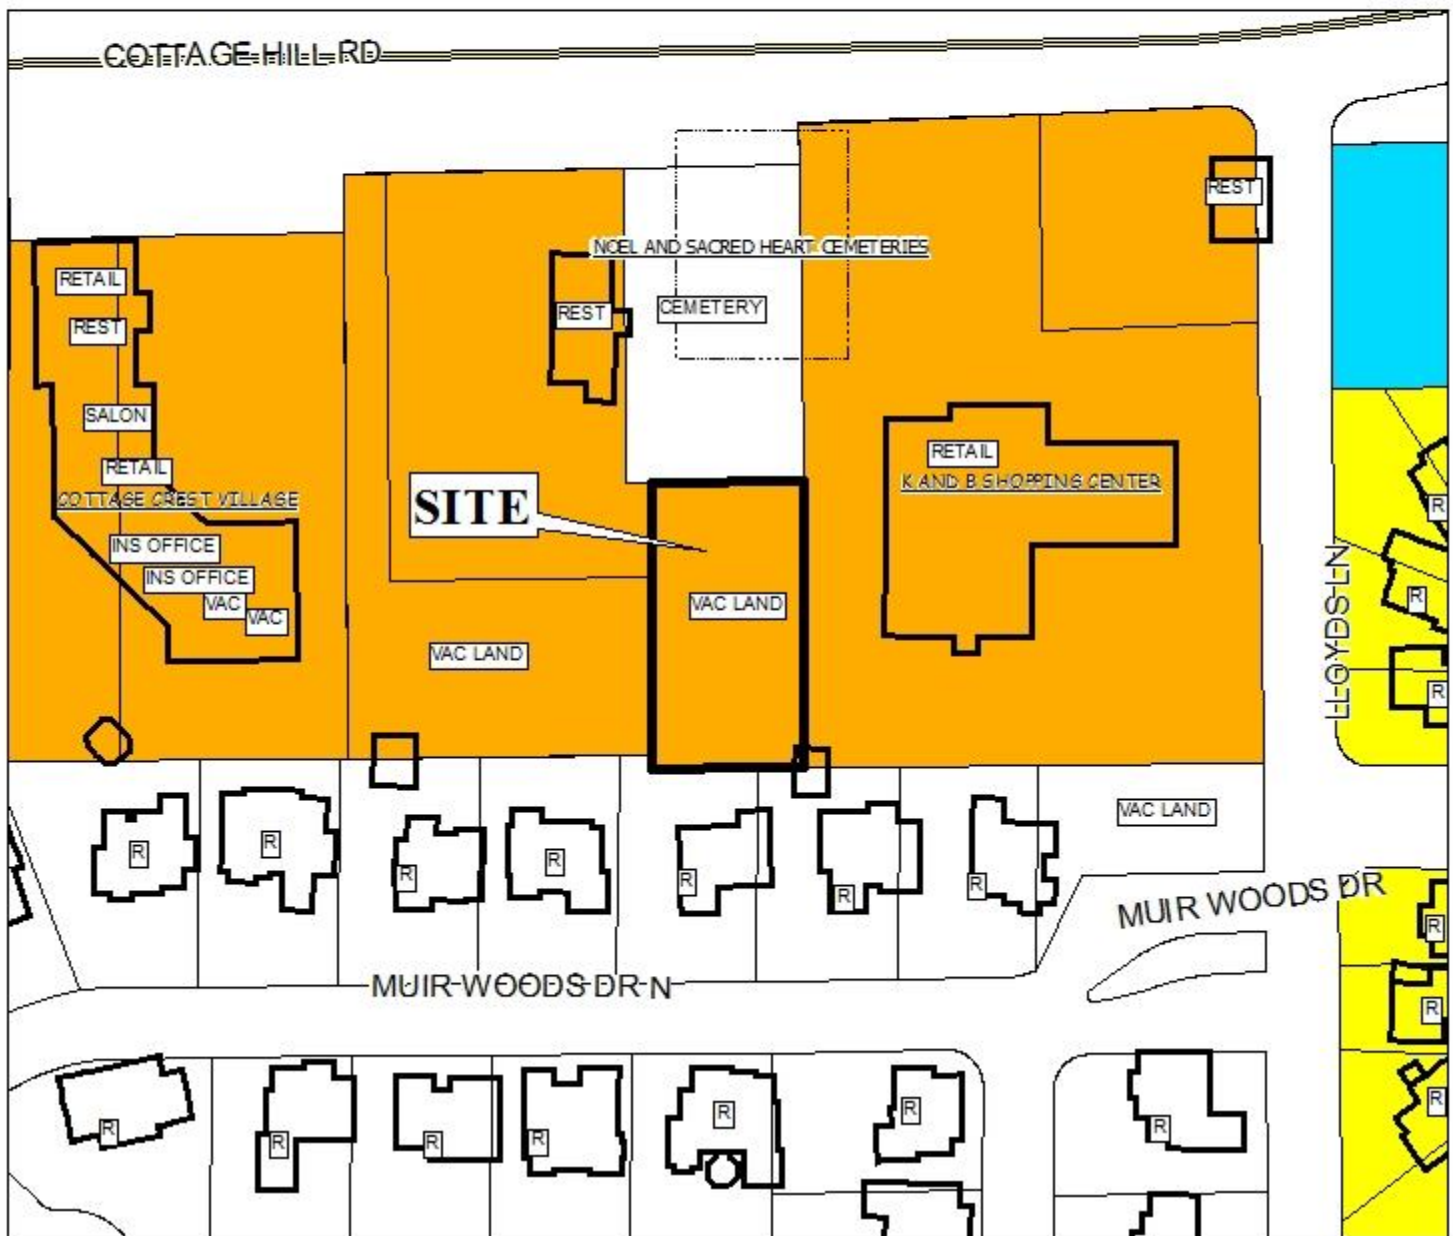 COTTAGE HILL RD
REST
NOEL AND SACRED HEART CEMETERIES
RETAIL
REST
CEMETERY
REST
SALON
RETAIL
RETAIL
K AND B SHOPPING CENTER
COTTAGE CREST VILLAGE
SITE
R
INS OFFICE
INS OFFICE
VAC
VAC
VAC LAND
R
LLOYDS LN
VAC LAND
R
VAC LAND
R
R
R
R
R
R
R
MUIR WOODS DR
R
MUIR WOODS DR N
R
R
R
R
R
R
R
R
R